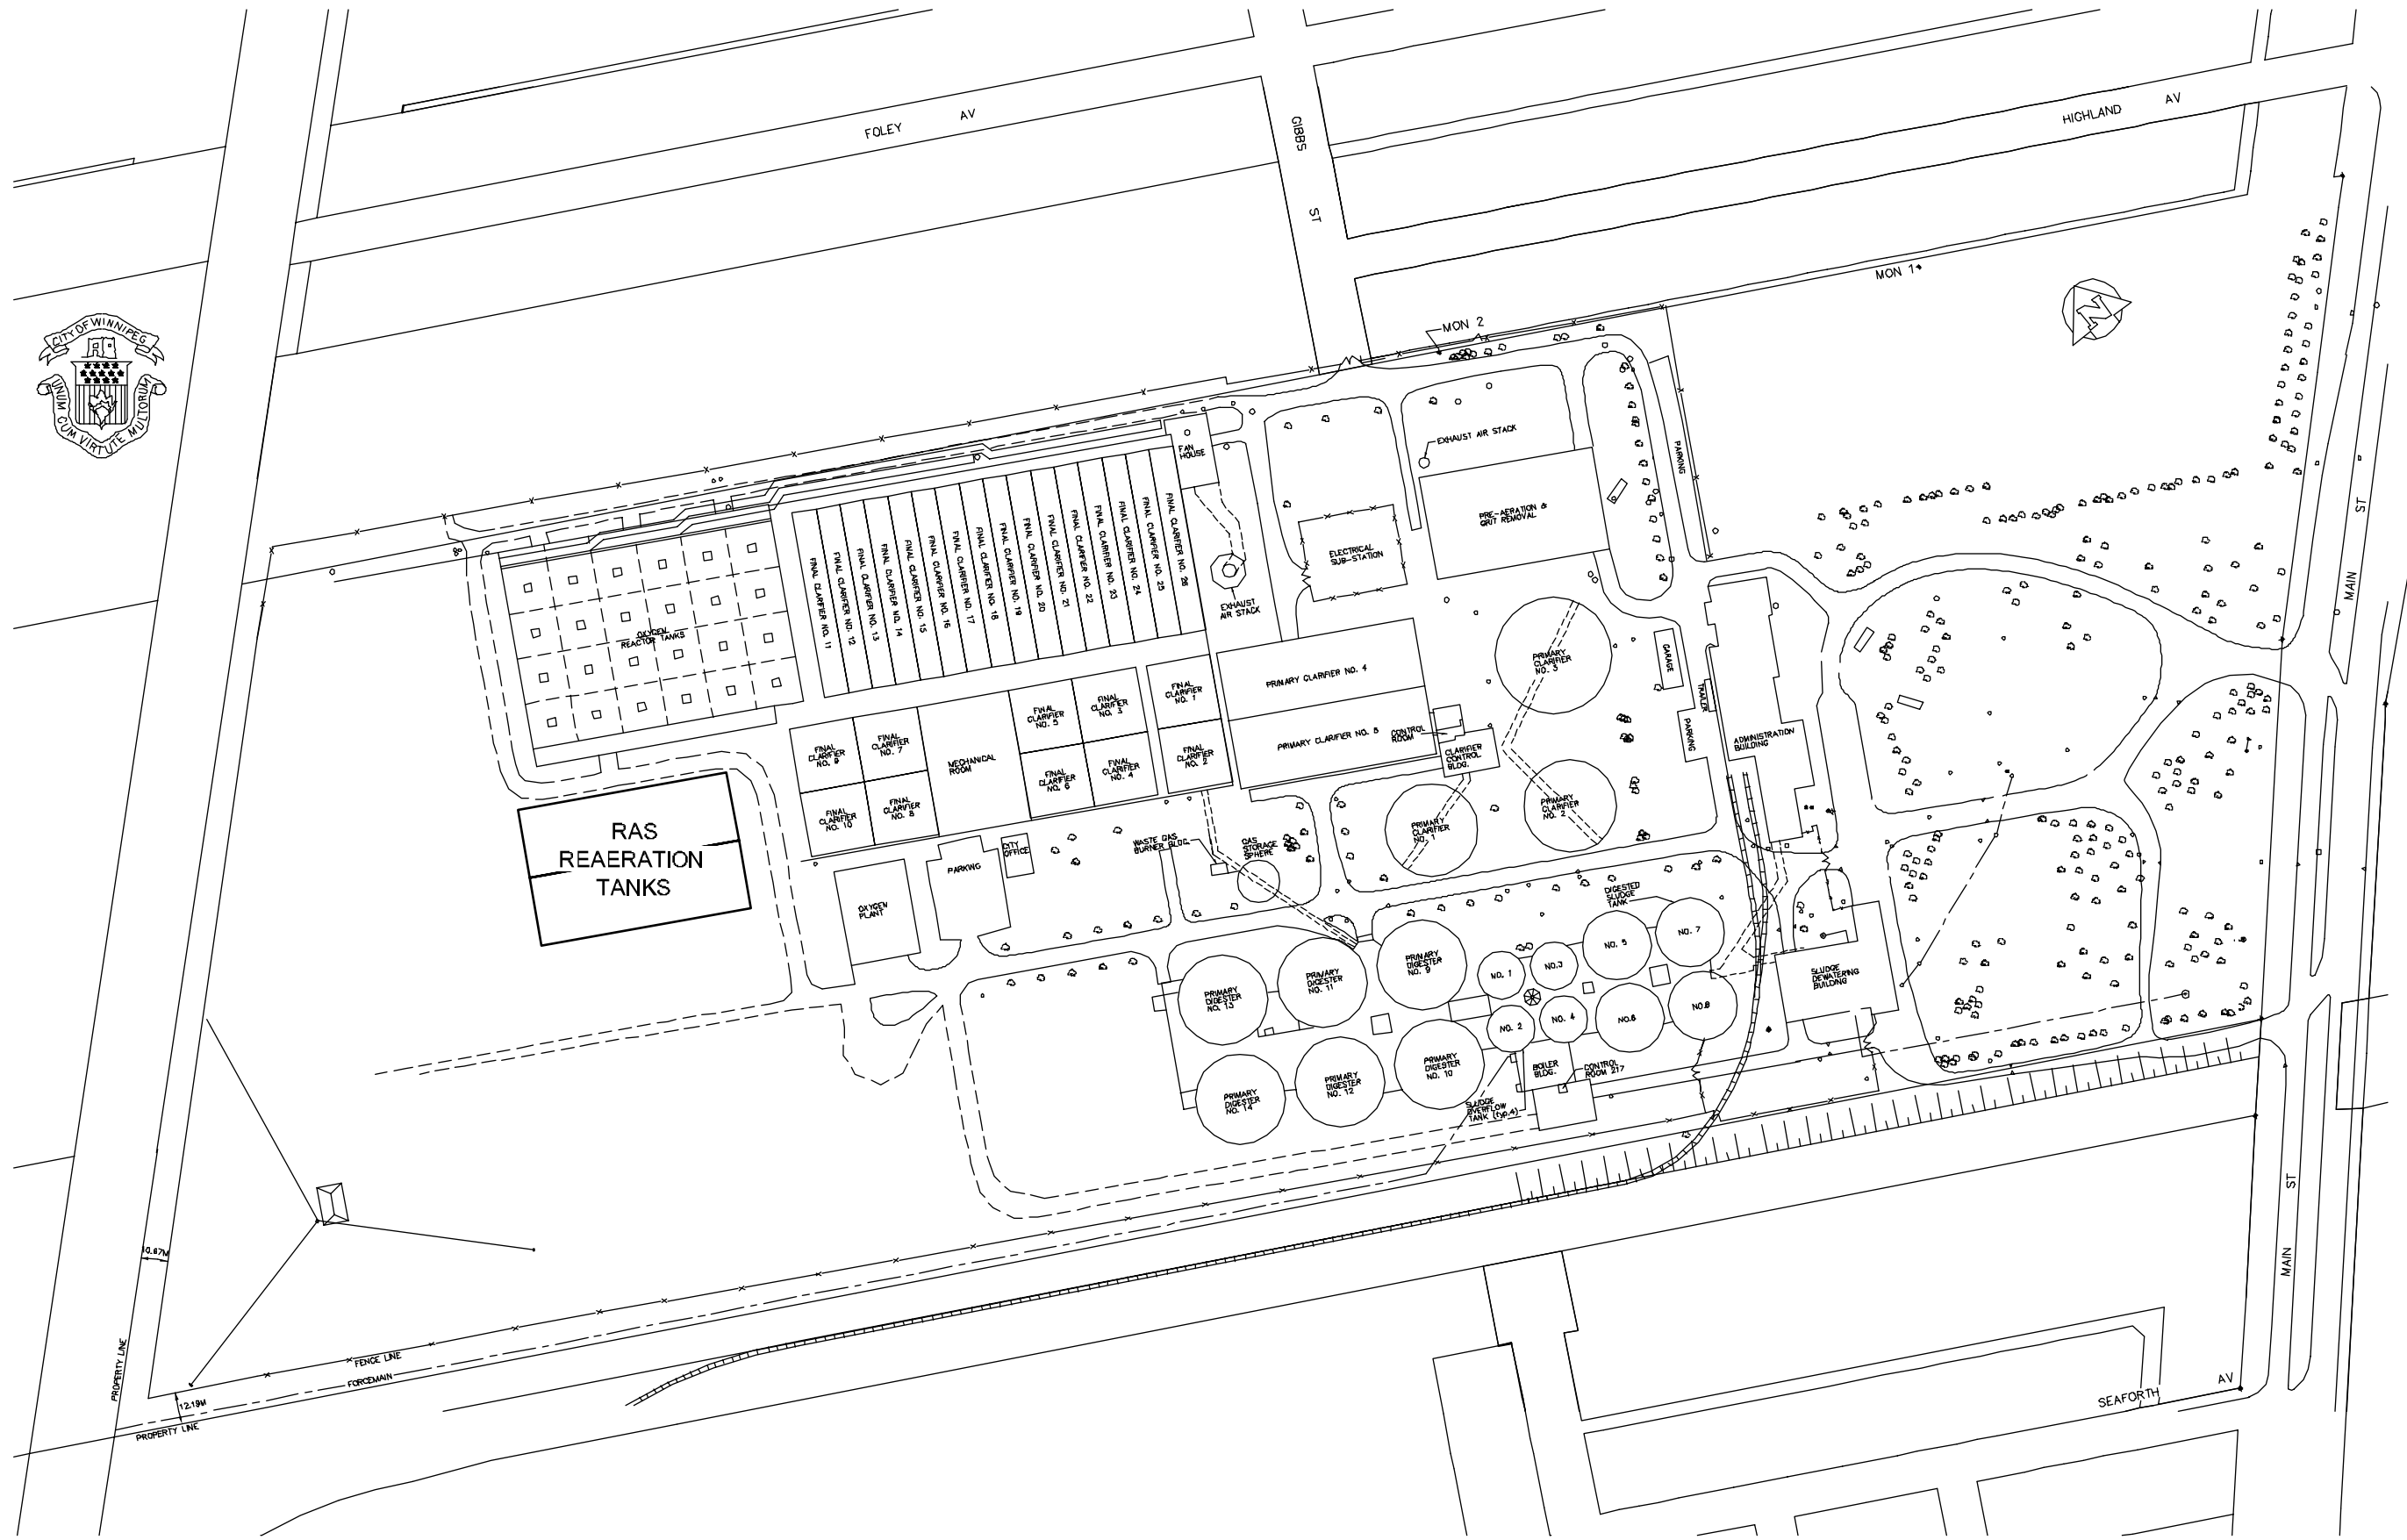 FOLEY AV
GIBBS ST
HIGHLAND AV
CITY OF WINNIPEG
UNUM CUM VIRTUTE MULTORUM
MON 1
MON 2
N
MAIN ST
FAN
HOUSE
EXHAUST AIR STACK
PARKING
PRE-AERATION &
GRIT REMOVAL
ELECTRICAL
SUB-STATION
EXHAUST
AIR STACK
OXYGEN
REACTOR TANKS
FINAL CLARIFIER NO. 11
FINAL CLARIFIER NO. 12
FINAL CLARIFIER NO. 13
FINAL CLARIFIER NO. 14
FINAL CLARIFIER NO. 15
FINAL CLARIFIER NO. 16
FINAL CLARIFIER NO. 17
FINAL CLARIFIER NO. 18
FINAL CLARIFIER NO. 19
FINAL CLARIFIER NO. 20
FINAL CLARIFIER NO. 21
FINAL CLARIFIER NO. 22
FINAL CLARIFIER NO. 23
FINAL CLARIFIER NO. 24
FINAL CLARIFIER NO. 25
FINAL CLARIFIER NO. 26
PRIMARY CLARIFIER NO. 4
PRIMARY CLARIFIER NO. 5
CONTROL
ROOM
CLARIFIER
CONTROL
BLDG.
PRIMARY
CLARIFIER
NO. 3
GARAGE
TRAILER
PARKING
ADMINISTRATION
BUILDING
FINAL
CLARIFIER
NO. 1
FINAL
CLARIFIER
NO. 2
FINAL
CLARIFIER
NO. 3
FINAL
CLARIFIER
NO. 4
FINAL
CLARIFIER
NO. 5
FINAL
CLARIFIER
NO. 6
MECHANICAL
ROOM
FINAL
CLARIFIER
NO. 7
FINAL
CLARIFIER
NO. 8
FINAL
CLARIFIER
NO. 9
FINAL
CLARIFIER
NO. 10
PRIMARY
CLARIFIER
NO. 1
PRIMARY
CLARIFIER
NO. 2
RAS
REAERATION
TANKS
OXYGEN
PLANT
PARKING
CITY
OFFICE
WASTE GAS
BURNER BLDG.
GAS
STORAGE
SPHERE
DIGESTED
SLUDGE
TANK
PRIMARY
DIGESTER
NO. 13
PRIMARY
DIGESTER
NO. 11
PRIMARY
DIGESTER
NO. 9
NO. 1
NO.3
NO. 5
NO. 7
SLUDGE
DEWATERING
BUILDING
PRIMARY
DIGESTER
NO. 14
PRIMARY
DIGESTER
NO. 12
PRIMARY
DIGESTER
NO. 10
NO. 2
NO. 4
NO.6
NO.8
BOILER
BLDG.
CONTROL
ROOM 217
SLUDGE
OVERFLOW
TANK (typ.4)
10.67M
PROPERTY LINE
FENCE LINE
FORCEMAIN
12.19M
PROPERTY LINE
MAIN ST
SEAFORTH AV